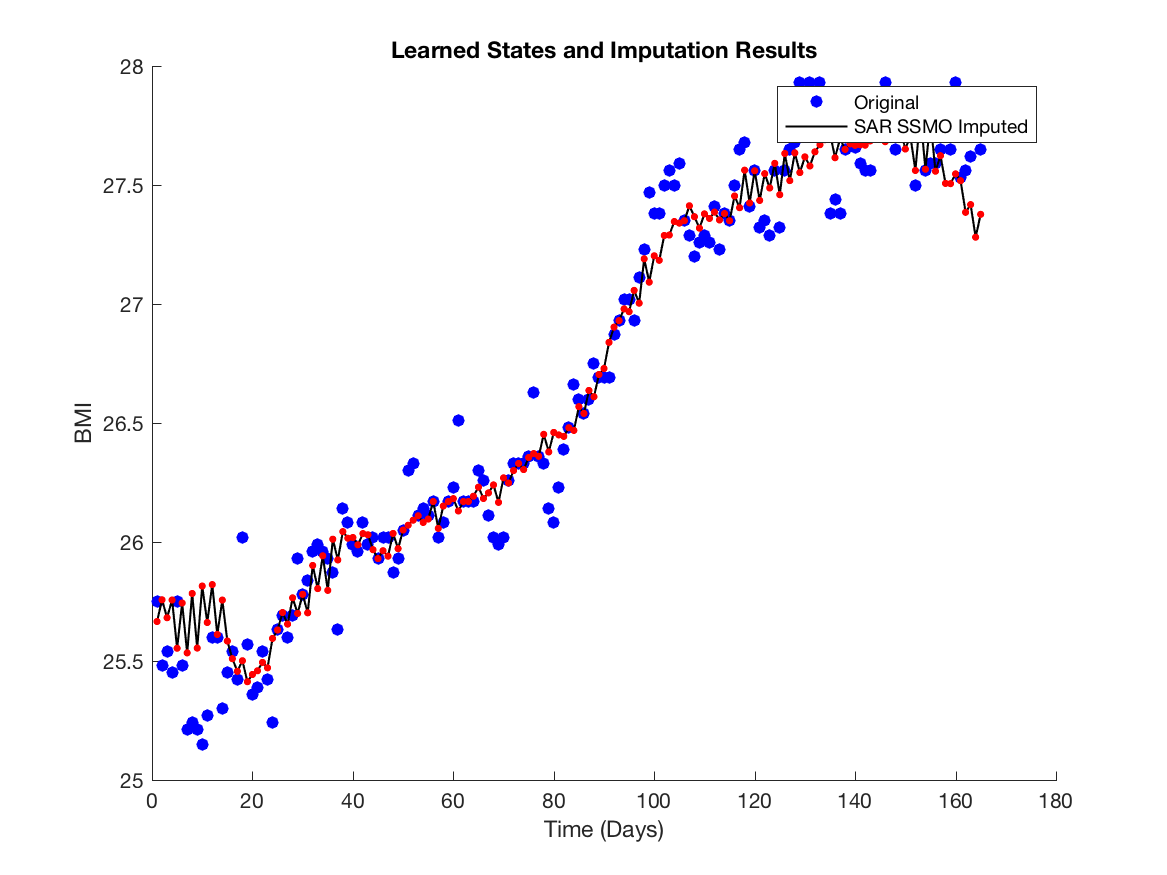 Learned States and Imputation Results
28
Original
SAR SSMO Imputed
27.5
27
BMI
26.5
26
25.5
25
0 20 40 60 80 100 120 140 160 180
Time (Days)